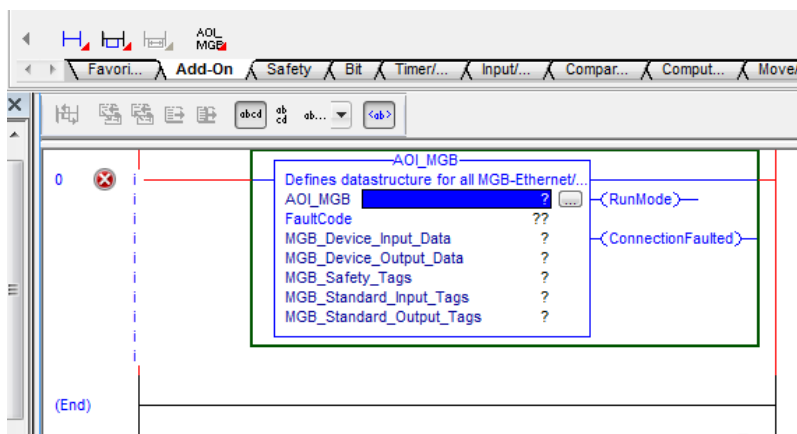 AOI_
MGB
Favori... Add-On Safety Bit Timer/... Input/... Compar... Comput... Move/
abcd ab cd ab... <ab>
AOI_MGB
0 Defines datastructure for all MGB-Ethernet/...
AOI_MGB ? ... RunMode
FaultCode ??
MGB_Device_Input_Data ? ConnectionFaulted
MGB_Device_Output_Data ?
MGB_Safety_Tags ?
MGB_Standard_Input_Tags ?
MGB_Standard_Output_Tags ?
i
i
i
i
i
i
i
i
i
i
(End)